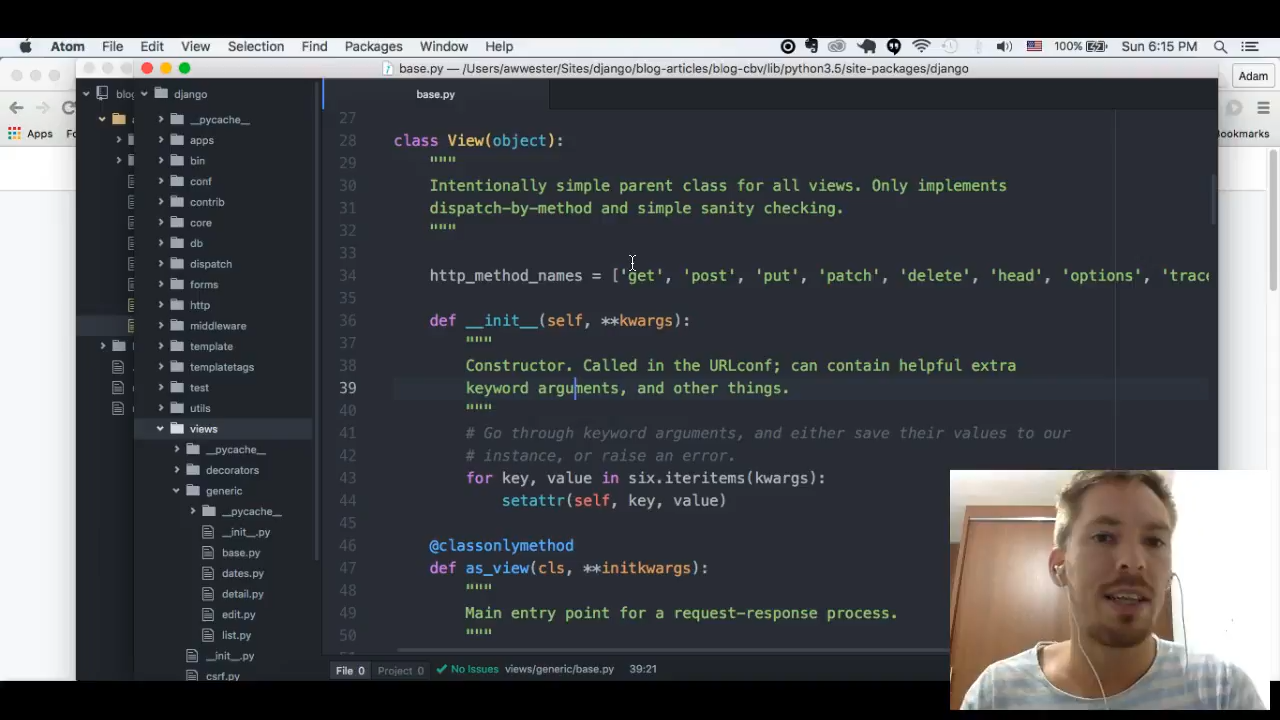 Atom File Edit View Selection Find Packages Window Help 100% Sun 6:15 PM
base.py — /Users/awwester/Sites/django/blog-articles/blog-cbv/lib/python3.5/site-packages/django
Adam
Apps
Bookmarks
blog
django
__pycache__
apps
bin
conf
contrib
core
db
dispatch
forms
http
middleware
template
templatetags
test
utils
views
__pycache__
decorators
generic
__pycache__
__init__.py
base.py
dates.py
detail.py
edit.py
list.py
__init__.py
csrf.py
base.py
27
28 class View(object):
29 """
30 Intentionally simple parent class for all views. Only implements
31 dispatch-by-method and simple sanity checking.
32 """
33
34 http_method_names = ['get', 'post', 'put', 'patch', 'delete', 'head', 'options', 'trace
35
36 def __init__(self, **kwargs):
37 """
38 Constructor. Called in the URLconf; can contain helpful extra
39 keyword arguments, and other things.
40 """
41 # Go through keyword arguments, and either save their values to our
42 # instance, or raise an error.
43 for key, value in six.iteritems(kwargs):
44 setattr(self, key, value)
45
46 @classonlymethod
47 def as_view(cls, **initkwargs):
48 """
49 Main entry point for a request-response process.
50 """
File 0 Project 0 No Issues views/generic/base.py 39:21